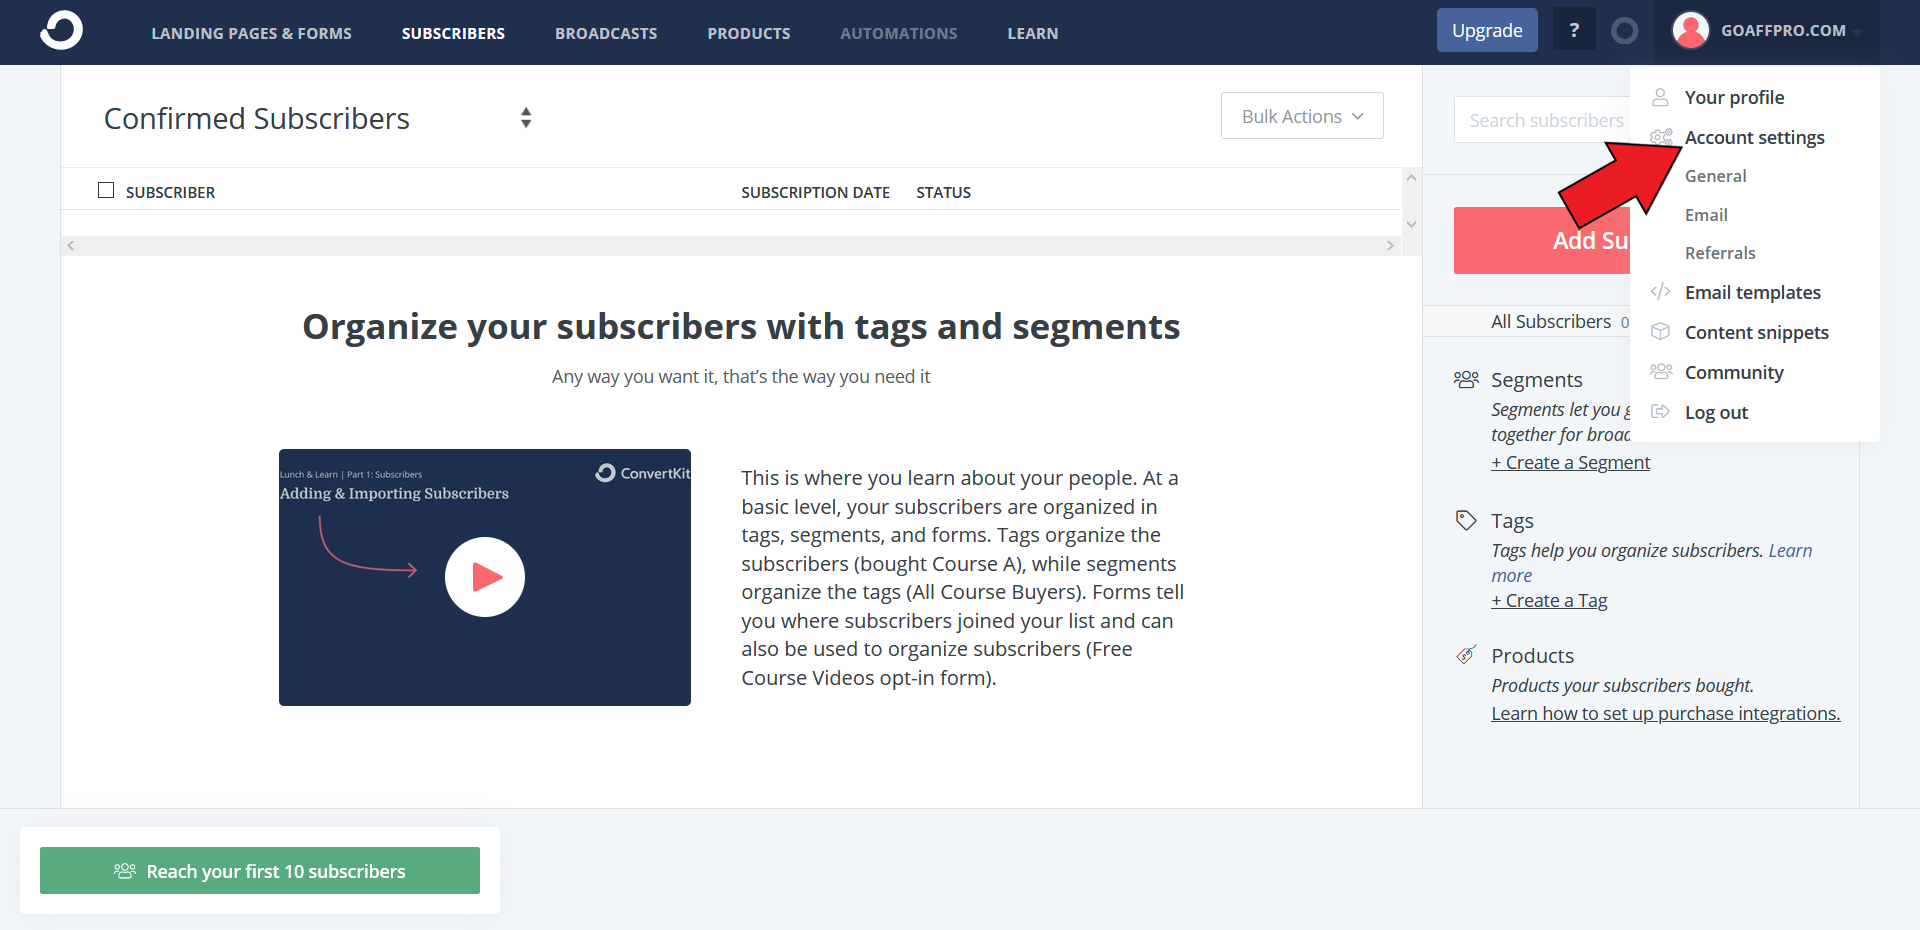 LANDING PAGES & FORMS
SUBSCRIBERS
BROADCASTS
PRODUCTS
AUTOMATIONS
LEARN
Upgrade
?
GOAFFPRO.COM
Confirmed Subscribers
Bulk Actions
SUBSCRIBER
SUBSCRIPTION DATE
STATUS
Organize your subscribers with tags and segments
Any way you want it, that's the way you need it
Lunch & Learn | Part 1: Subscribers
Adding & Importing Subscribers
ConvertKit
This is where you learn about your people. At a
basic level, your subscribers are organized in
tags, segments, and forms. Tags organize the
subscribers (bought Course A), while segments
organize the tags (All Course Buyers). Forms tell
you where subscribers joined your list and can
also be used to organize subscribers (Free
Course Videos opt-in form).
Search subscribers
Add Su
All Subscribers 0
Segments
Segments let you g
together for broad
+ Create a Segment
Tags
Tags help you organize subscribers. Learn
more
+ Create a Tag
Products
Products your subscribers bought.
Learn how to set up purchase integrations.
Your profile
Account settings
General
Email
Referrals
Email templates
Content snippets
Community
Log out
Reach your first 10 subscribers